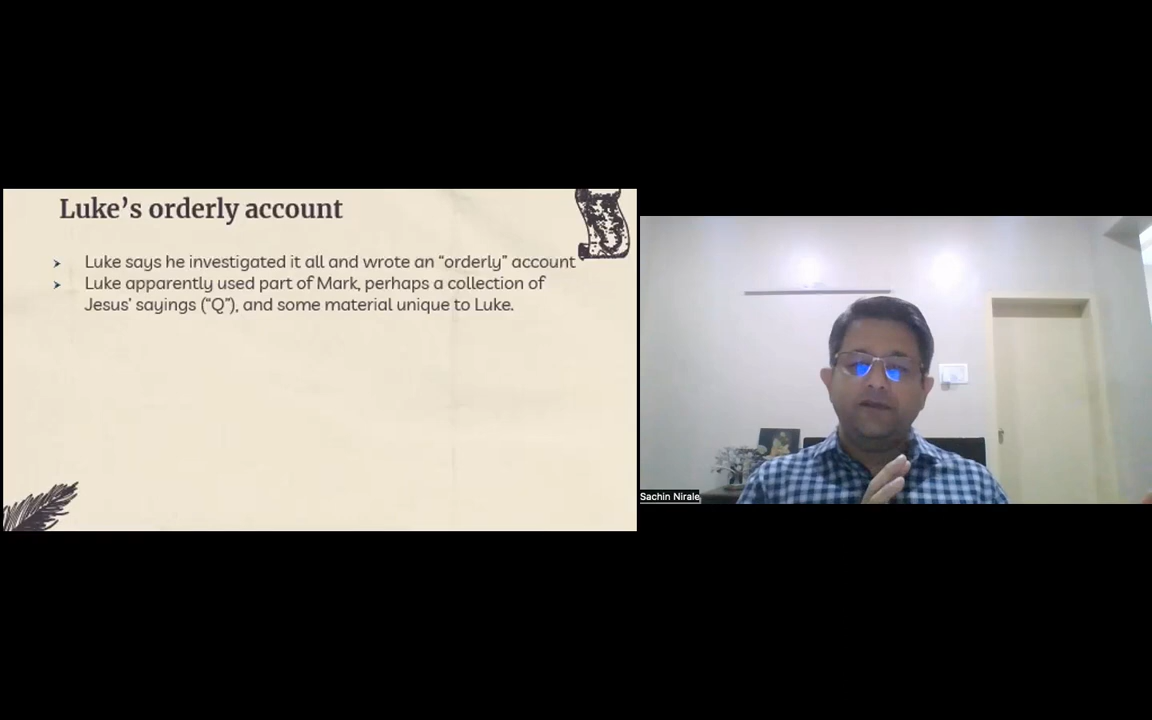 Luke’s orderly account
➤ Luke says he investigated it all and wrote an “orderly” account
➤ Luke apparently used part of Mark, perhaps a collection of
Jesus’ sayings (“Q”), and some material unique to Luke.
Sachin Nirale